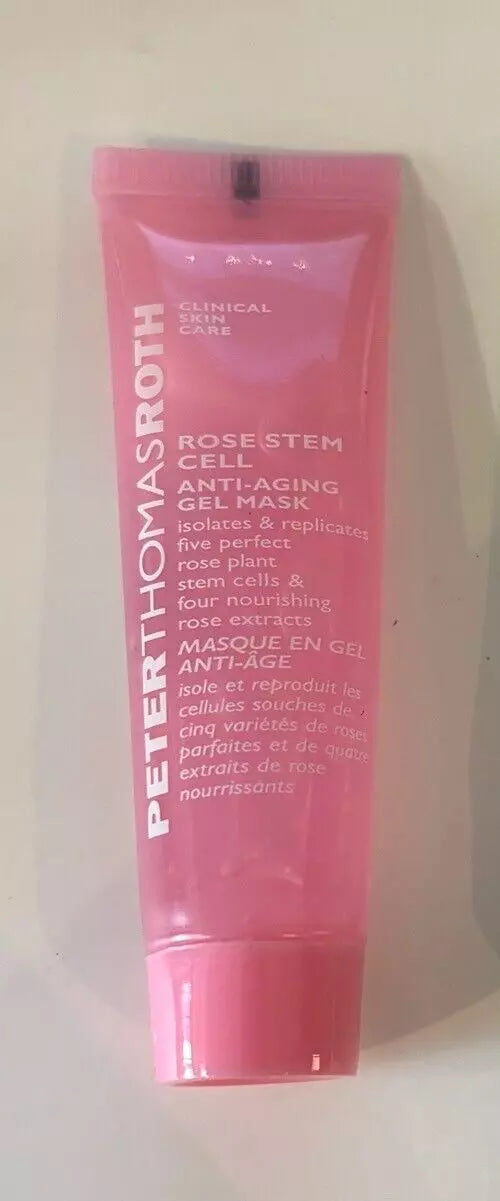 PETERTHOMASROTH
CLINICAL
SKIN
CARE
ROSE STEM
CELL
ANTI-AGING
GEL MASK
isolates & replicates
five perfect
rose plant
stem cells &
four nourishing
rose extracts
MASQUE EN GEL
ANTI-ÂGE
isole et reproduit les
cellules souches de
cinq variétés de roses
parfaites et de quatre
extraits de rose
nourrissants